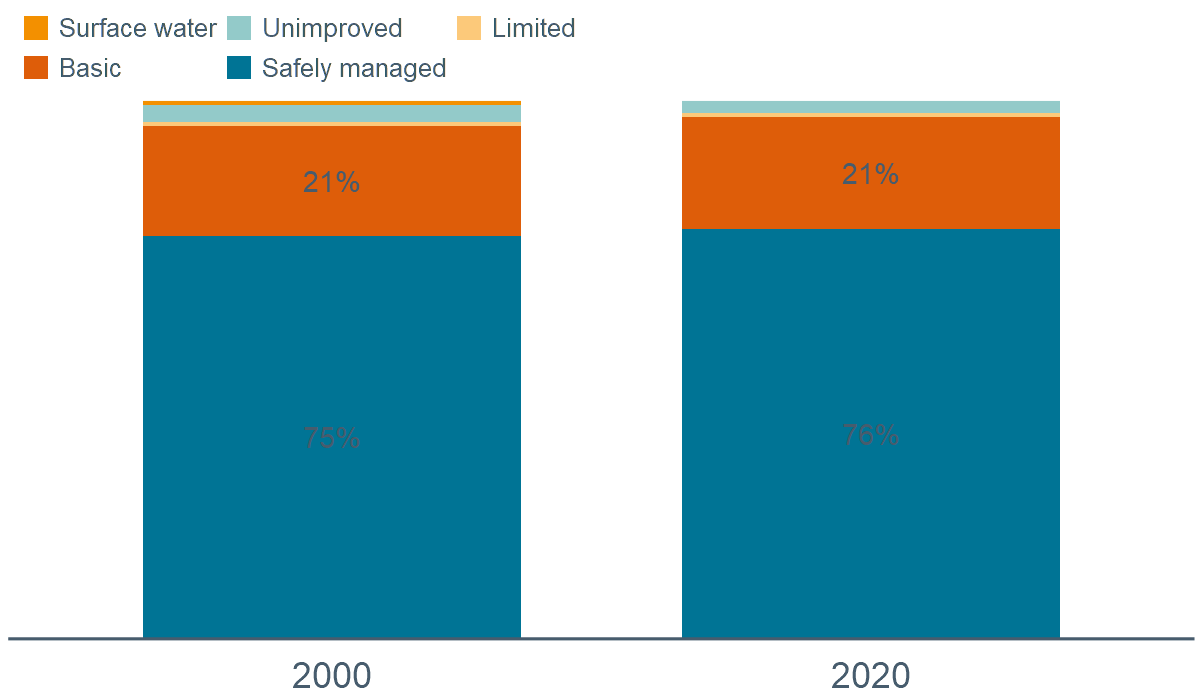 Surface water Unimproved Limited
Basic Safely managed
21% 21%
75% 76%
2000 2020